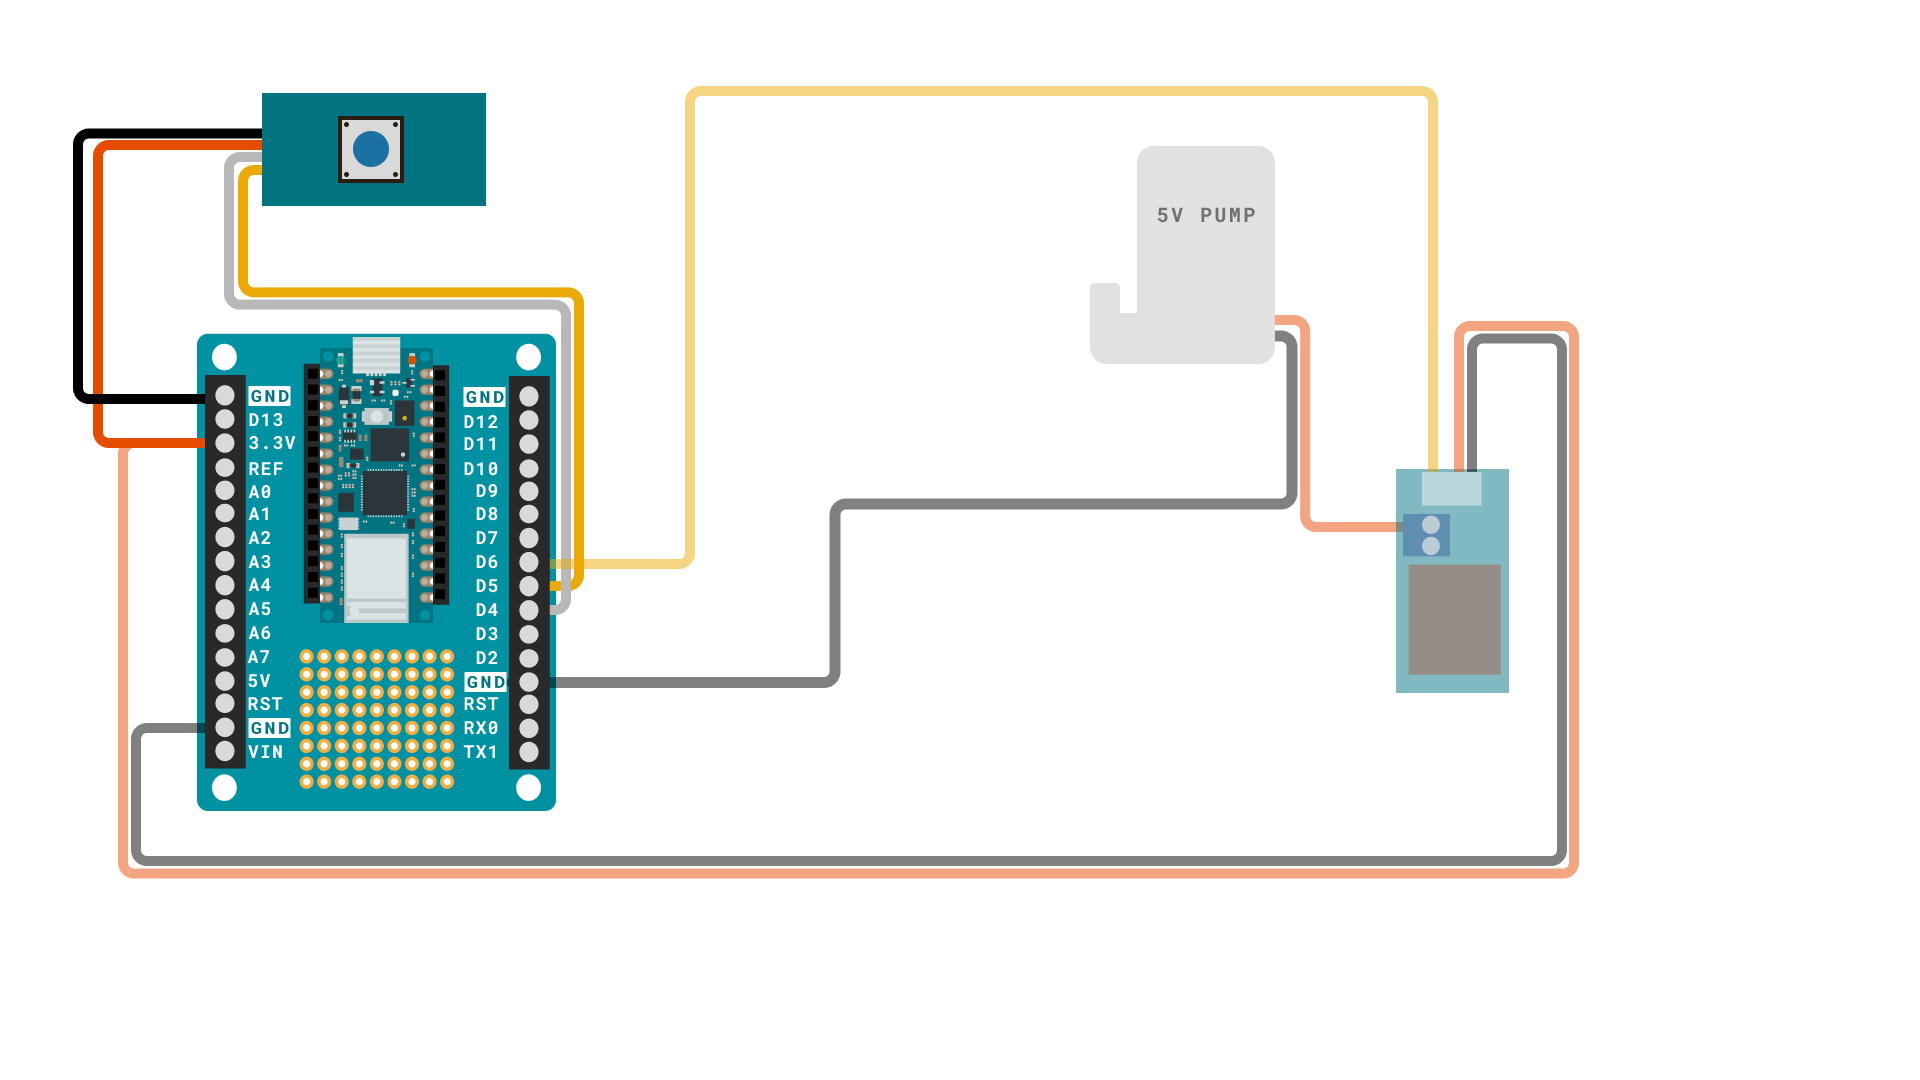 5V PUMP
GND
D13
3.3V
REF
A0
A1
A2
A3
A4
A5
A6
A7
5V
RST
GND
VIN
GND
D12
D11
D10
D9
D8
D7
D6
D5
D4
D3
D2
GND
RST
RX0
TX1